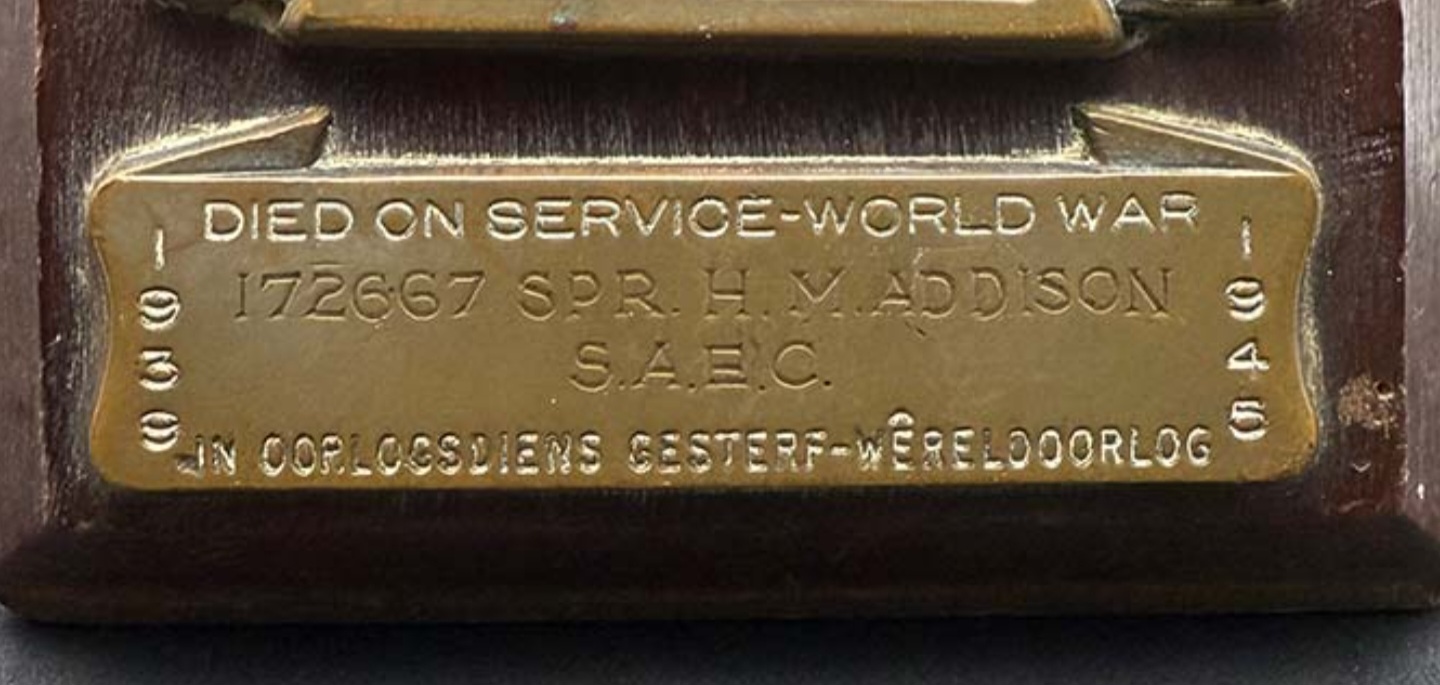 DIED ON SERVICE-WORLD WAR
1939
172667 SPR. H. M. ADDISON
S.A.E.C.
1945
IN OORLOGSDIENS GESTERF-WÊRELDOORLOG